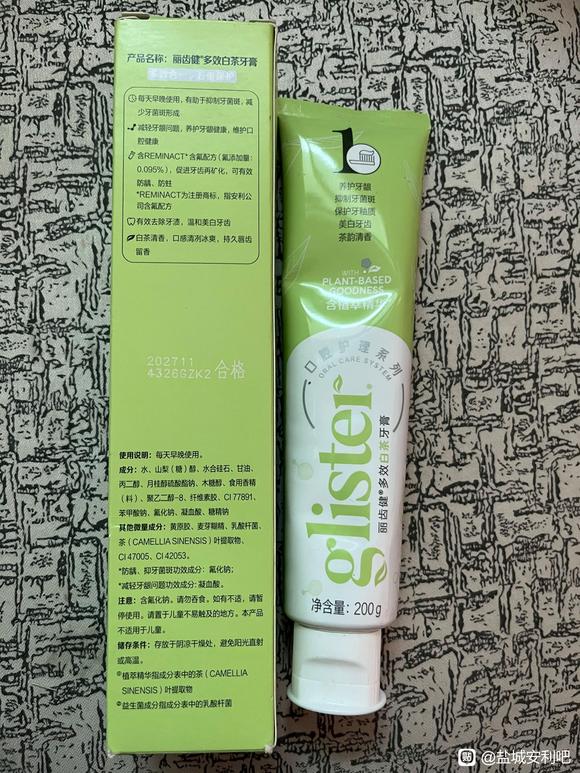 产品名称：丽齿健®多效白茶牙膏
每天早晚使用，有助于抑制牙菌斑，减
少牙菌斑形成
减轻牙龈问题，养护牙龈健康，维护口
腔健康
含REMINACT*含氟配方（氟添加量：
0.095%），促进牙齿再矿化，可有效
防龋、防蛀
*REMINACT为注册商标，指安利公
司含氟配方
有效去除牙渍，温和美白牙齿
白茶清香，口感清冽冰爽，持久唇齿
留香
202711
4326GZK2 合格
使用说明：每天早晚使用。
成分：水、山梨（糖）醇、水合硅石、甘油、
丙二醇、月桂醇硫酸酯钠、木糖醇、食用香精
（料）、聚乙二醇-8、纤维素胶、CI 77891、
苯甲酸钠、氟化钠、凝血酸、糖精钠
其他微量成分：黄原胶、麦芽糊精、乳酸杆菌、
茶（CAMELLIA SINENSIS）叶提取物、
CI 47005、CI 42053。
*防龋、抑牙菌斑功效成分：氟化钠；
*减轻牙龈问题功效成分：凝血酸。
注意：含氟化钠。请勿吞食。如有不适，请暂
停使用。请置于儿童不易触及的地方。本产品
不适用于儿童。
储存条件：存放于阴凉干燥处，避免阳光直射
或高温。
植萃精华指成分表中的茶（CAMELLIA
SINENSIS）叶提取物
益生菌成分指成分表中的乳酸杆菌
1
养护牙龈
抑制牙菌斑
保护牙釉质
美白牙齿
茶韵清香
WITH
PLANT-BASED
GOODNESS
含植萃精华
口腔护理系列
ORAL CARE SYSTEM
glister
丽齿健®多效白茶牙膏
净含量：200g
贴 @盐城安利吧